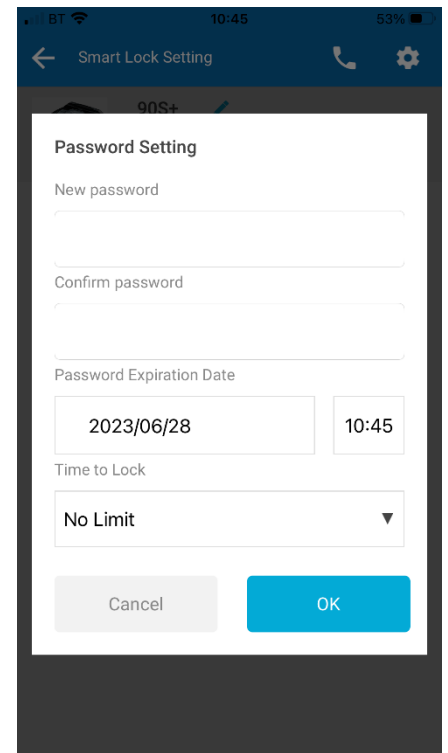 BT 10:45 53%
Smart Lock Setting
90S+
Password Setting
New password
Confirm password
Password Expiration Date
2023/06/28 10:45
Time to Lock
No Limit
Cancel OK